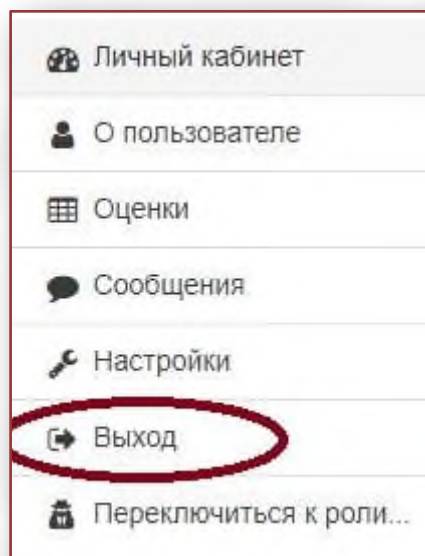 Личный кабинет
О пользователе
Оценки
Сообщения
Настройки
Выход
Переключиться к роли...